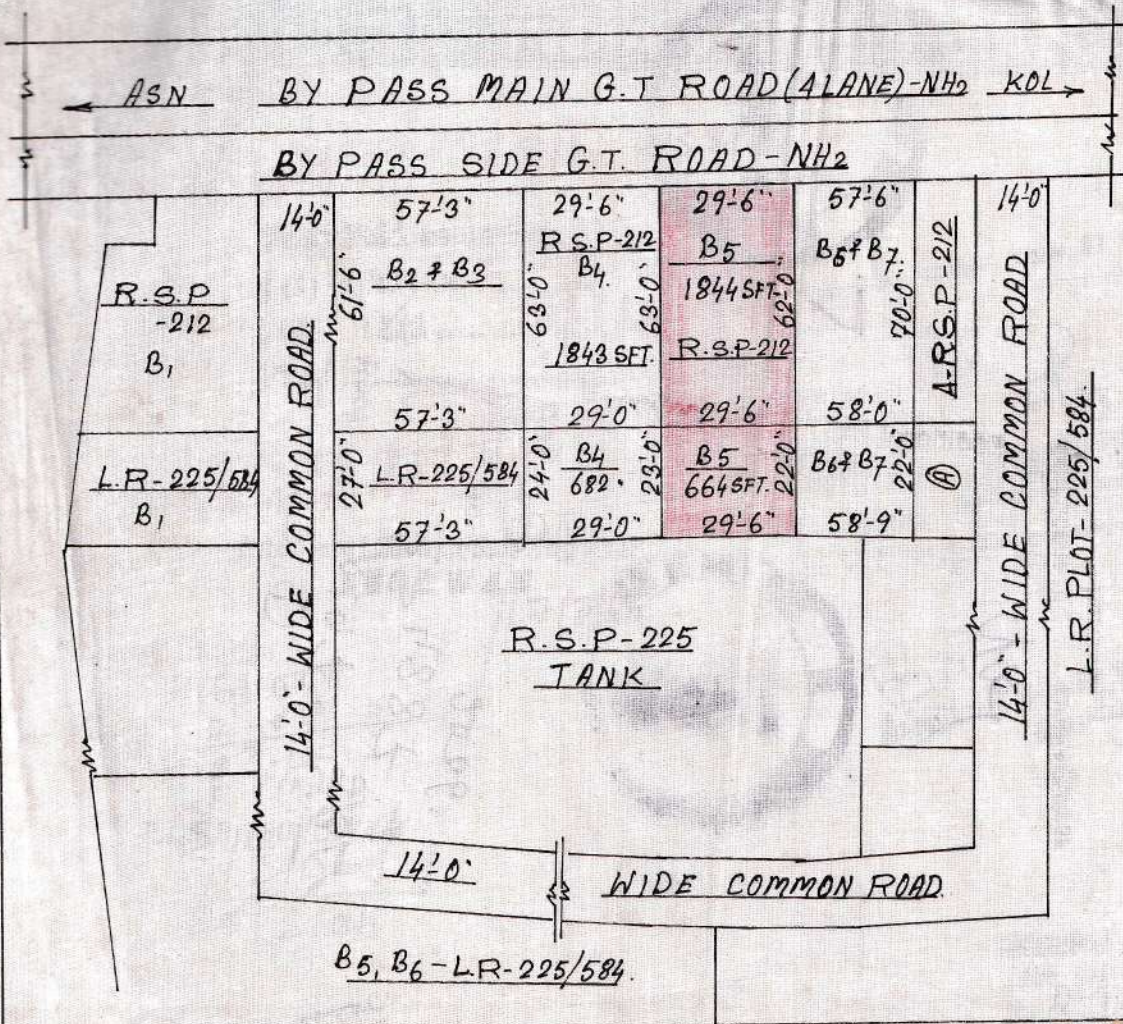 ASN BY PASS MAIN G.T ROAD(4LANE)-NH2 KOL
BY PASS SIDE G.T. ROAD-NH2
R.S.P
-212
B1
L.R-225/584
B1
14'-0"
14'-0"-WIDE COMMON ROAD.
57'-3"
B2 & B3
61'-6"
57'-3"
27'-0"
L.R-225/584
57'-3"
29'-6"
R.S.P-212
B4.
63'-0"
63'-0"
1843 SFT.
29'-0"
24'-0"
B4
682.
23'-0"
29'-0"
29'-6"
B5
1844 SFT.
62'-0"
R.S.P-212
29'-6"
B5
664 SFT.
22'-0"
29'-6"
57'-6"
B6 & B7.
70'-0"
58'-0"
B6 & B7
22'-0"
58'-9"
A-R.S.P-212
A
14'-0"
14'-0"-WIDE COMMON ROAD
L.R. PLOT-225/584.
R.S.P-225
TANK
14'-0"
WIDE COMMON ROAD.
B5, B6-L.R-225/584.